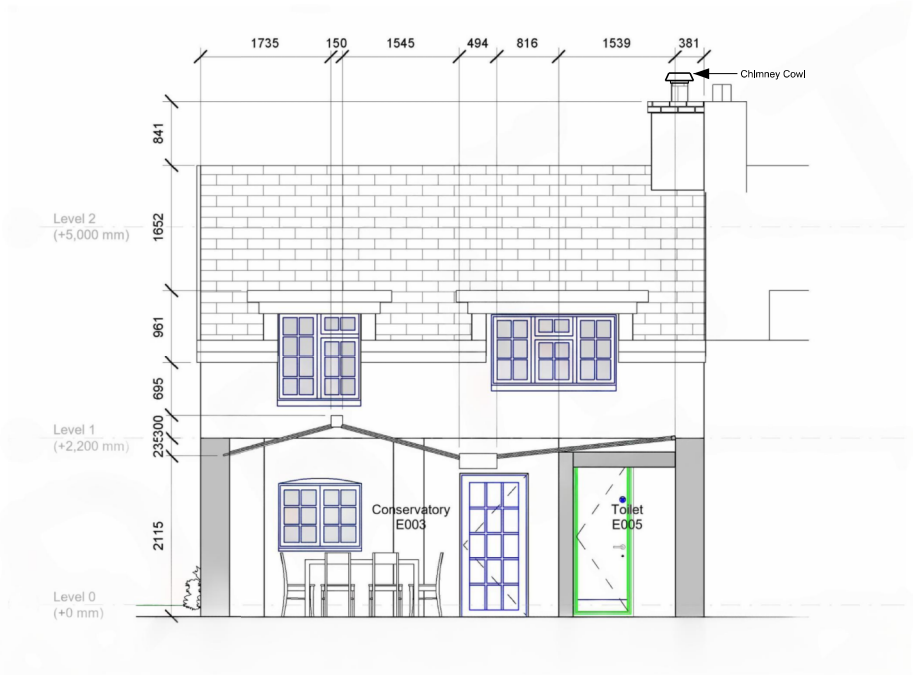 1735
150
1545
494
816
1539
381
Chimney Cowl
841
Level 2
(+5,000 mm)
1652
961
695
300
Level 1
(+2,200 mm)
235
Conservatory
E003
Toilet
E005
2115
Level 0
(+0 mm)